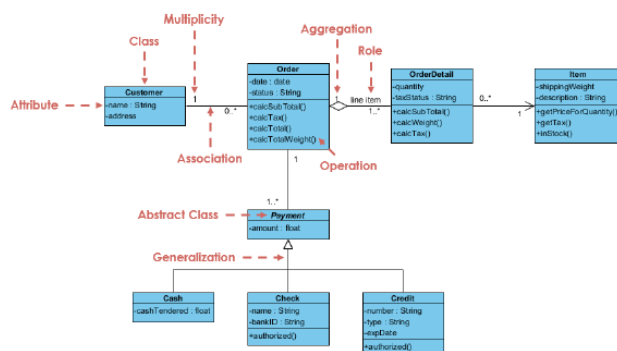 Multiplicity
Class
Aggregation
Role
Attribute
Association
Operation
Abstract Class
Generalization
Customer
-name : String
-address
1
0..*
Order
-date : date
-status : String
+calcSubTotal()
+calcTax()
+calcTotal()
+calcTotalWeight()
1
line item
1..*
OrderDetail
-quantity
-taxStatus : String
+calcSubTotal()
+calcWeight()
+calcTax()
0..*
1
Item
-shippingWeight
-description : String
+getPriceForQuantity()
+getTax()
+inStock()
1
1..*
Payment
-amount : float
Cash
-cashTendered : float
Check
-name : String
-bankID : String
+authorized()
Credit
-number : String
-type : String
-expDate
+authorized()